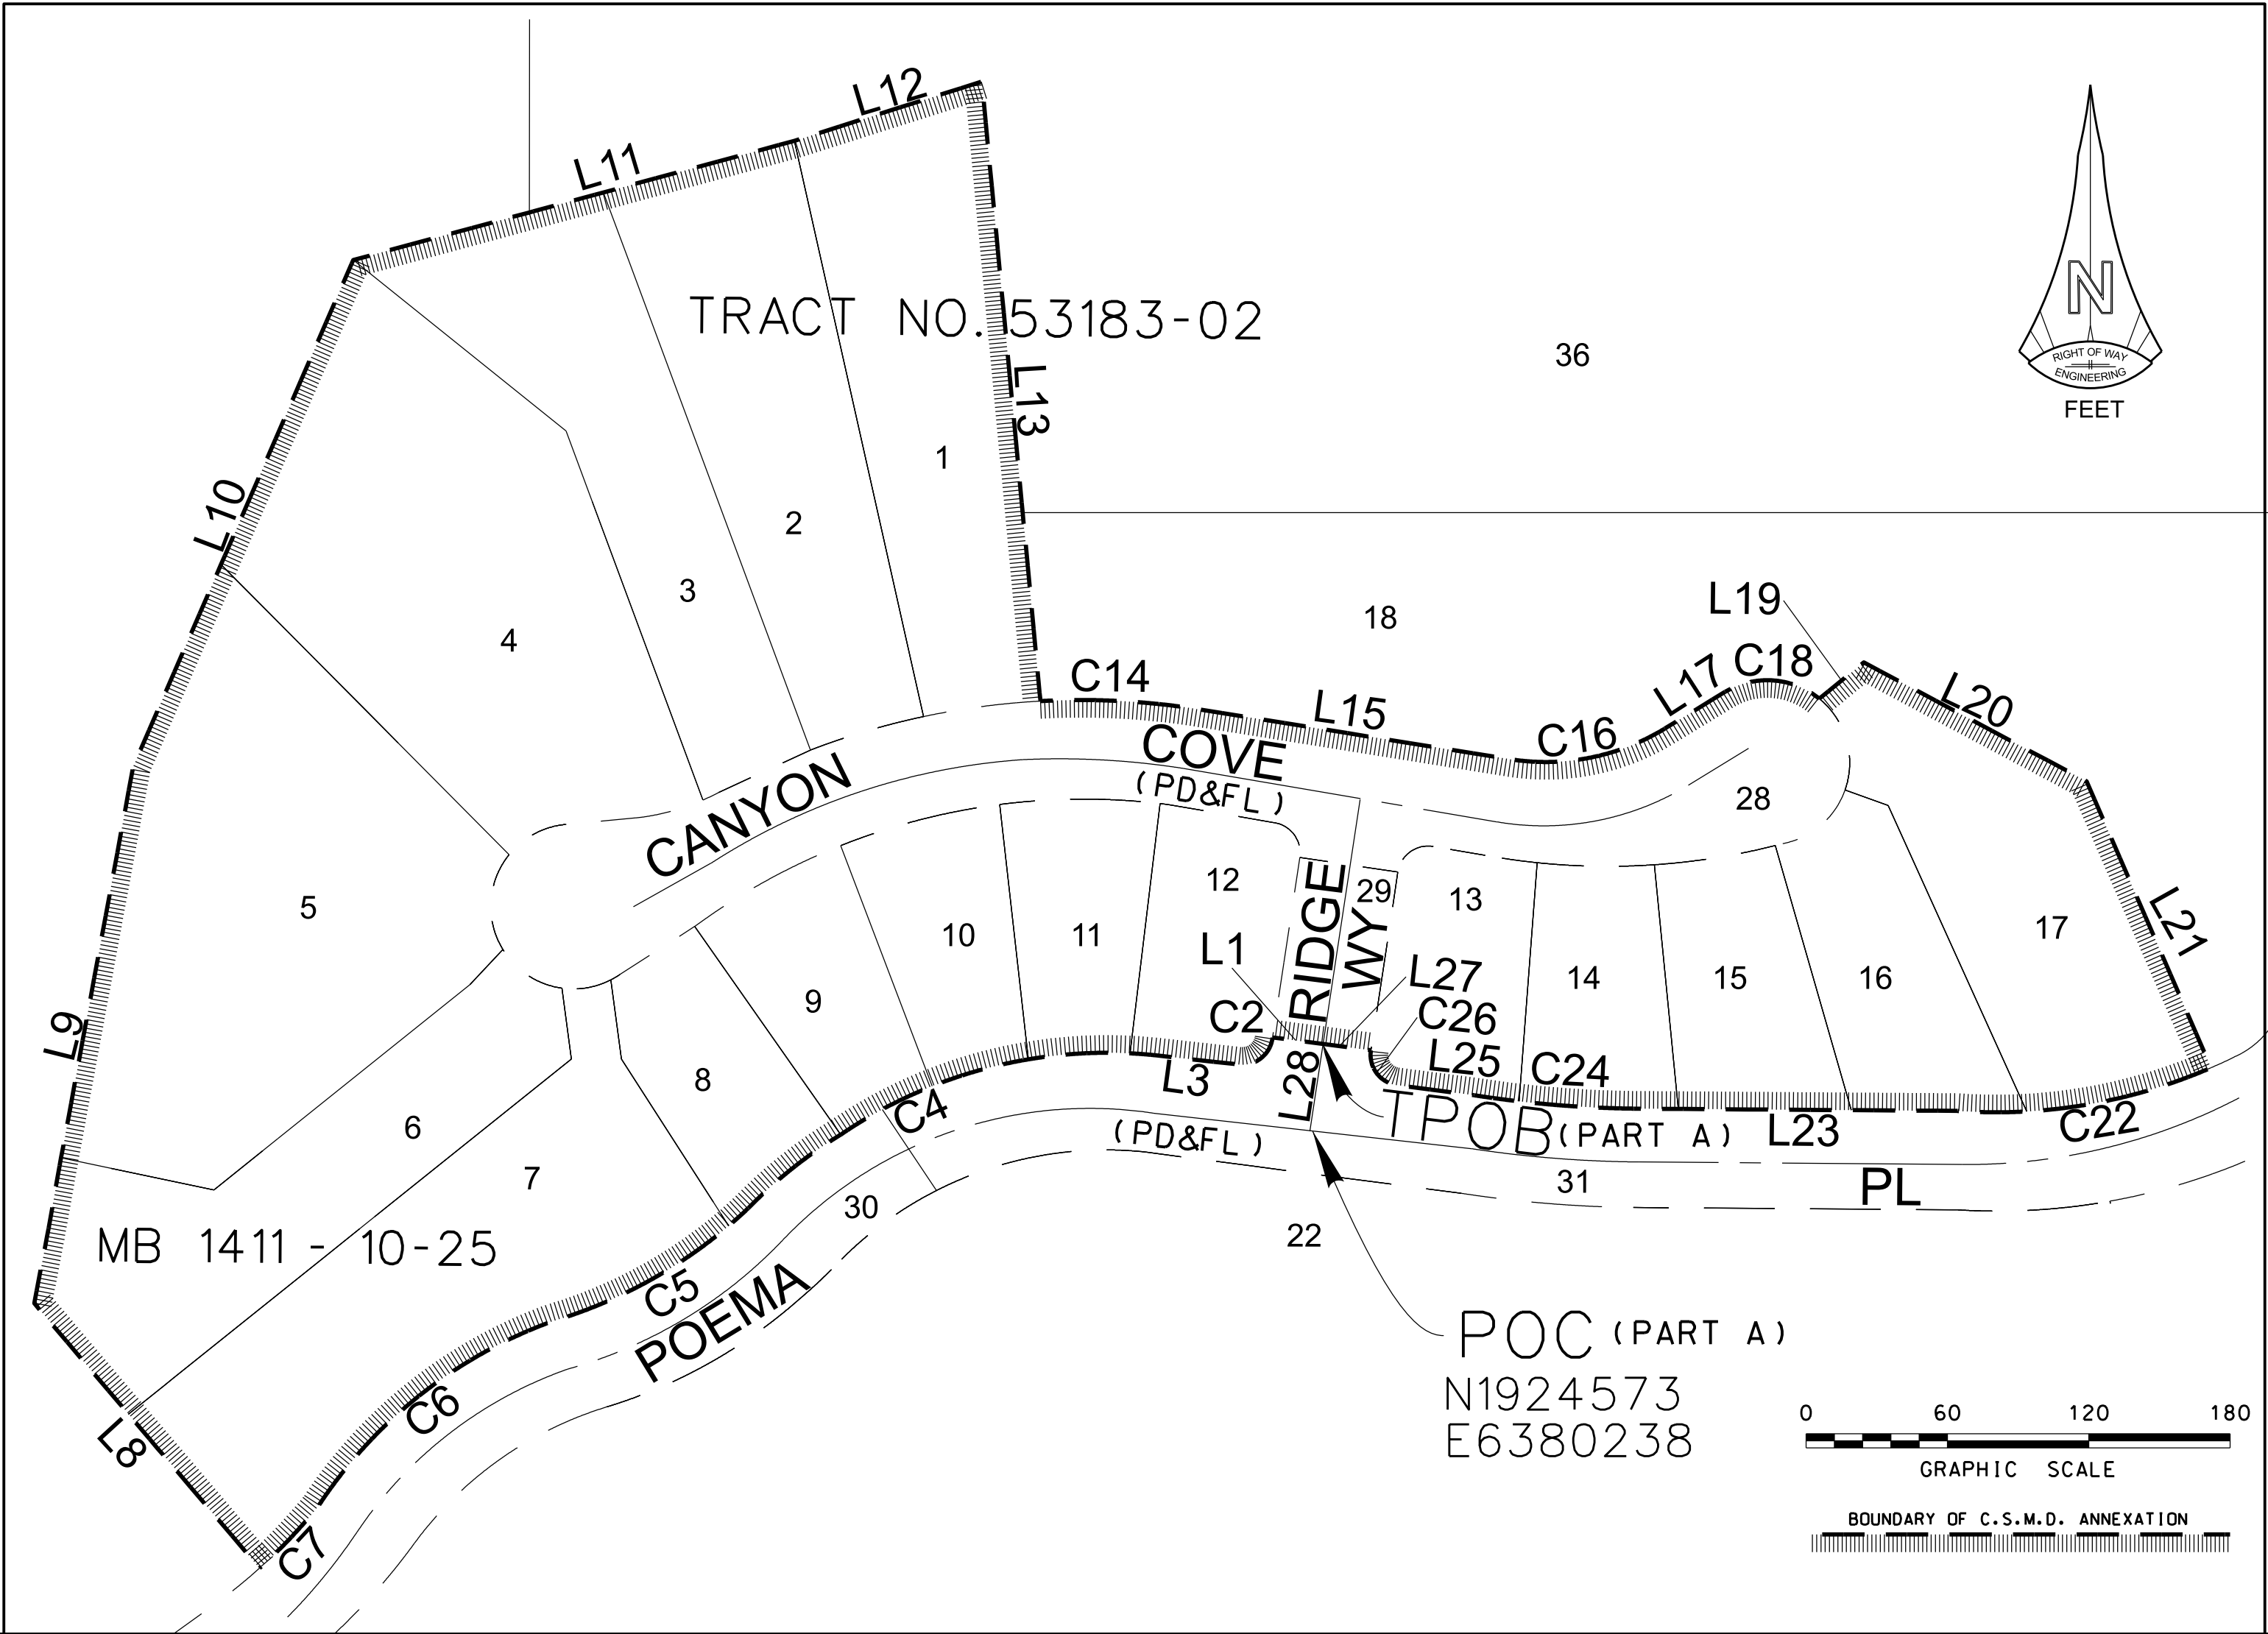 L12
L11
TRACT NO. 53183-02
N
RIGHT OF WAY
ENGINEERING
FEET
36
L13
1
2
3
4
L10
18
L19
C14
L15
C16
L17
C18
L20
CANYON
COVE
(PD&FL)
28
5
L9
12
RIDGE
WY
29
13
10
11
9
L1
L27
C26
C2
14
15
16
17
L21
L25
C24
L3
L28
8
C4
6
7
(PD&FL)
TPOB (PART A)
L23
C22
31
PL
30
22
MB 1411 - 10-25
C5
POEMA
POC (PART A)
N1924573
E6380238
C6
L8
C7
0 60 120 180
GRAPHIC SCALE
BOUNDARY OF C.S.M.D. ANNEXATION